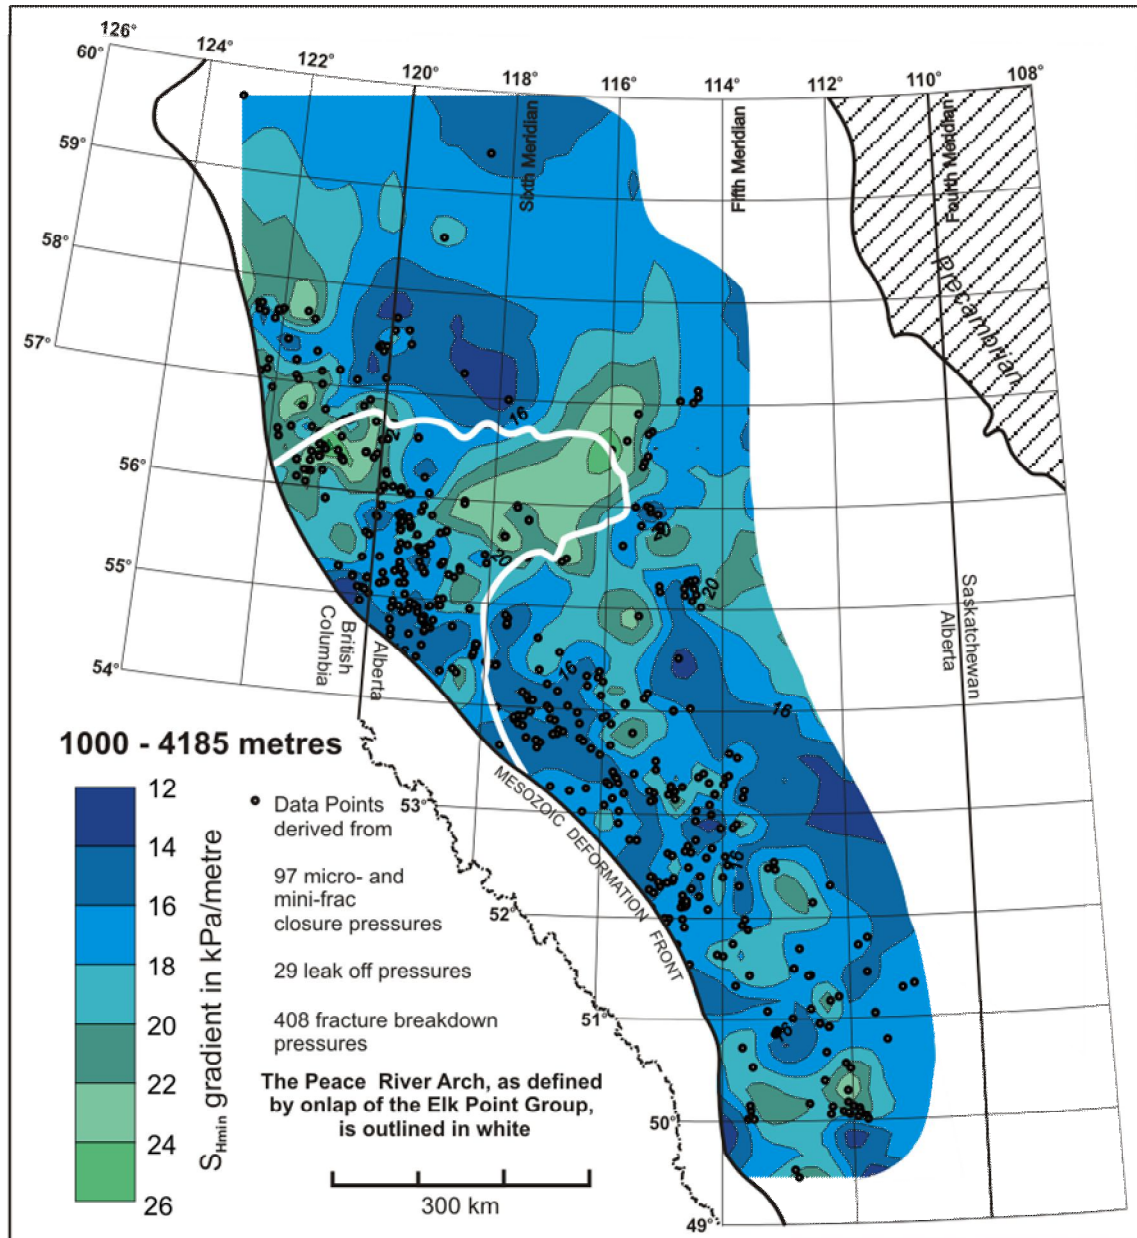 126°
124°
122°
120°
118°
116°
114°
112°
110°
108°
60°
59°
58°
57°
56°
55°
54°
53°
52°
51°
50°
49°
Sixth Meridian
Fifth Meridian
Fourth Meridian
Precambrian
16
20
20
20
16
16
16
16
British
Columbia
Alberta
Saskatchewan
Alberta
MESOZOIC DEFORMATION FRONT
1000 - 4185 metres
12
14
16
18
20
22
24
26
SHmin gradient in kPa/metre
Data Points
derived from
97 micro- and
mini-frac
closure pressures
29 leak off pressures
408 fracture breakdown
pressures
The Peace River Arch, as defined
by onlap of the Elk Point Group,
is outlined in white
300 km